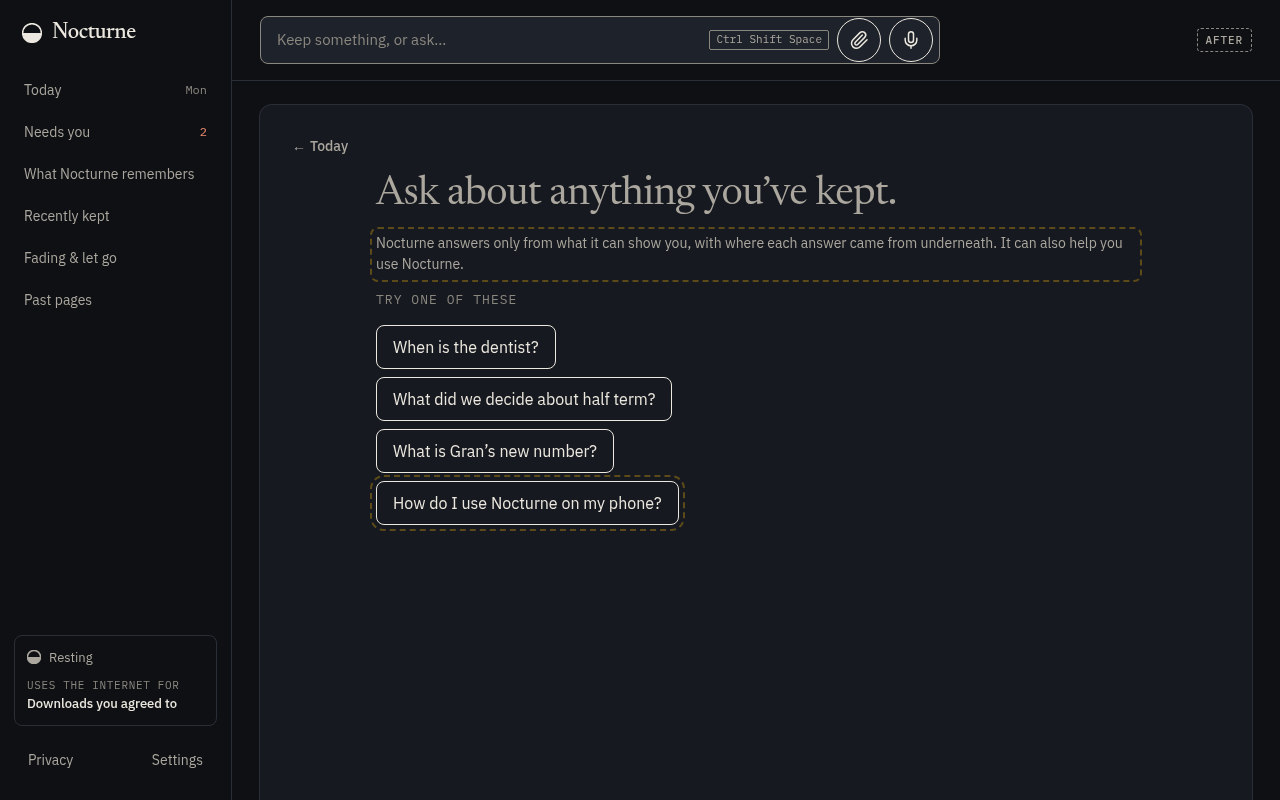 Nocturne
Keep something, or ask...
Ctrl Shift Space
AFTER
Today
Mon
Needs you
2
What Nocturne remembers
Recently kept
Fading & let go
Past pages
← Today
Ask about anything you’ve kept.
Nocturne answers only from what it can show you, with where each answer came from underneath. It can also help you
use Nocturne.
TRY ONE OF THESE
When is the dentist?
What did we decide about half term?
What is Gran’s new number?
How do I use Nocturne on my phone?
Resting
USES THE INTERNET FOR
Downloads you agreed to
Privacy
Settings